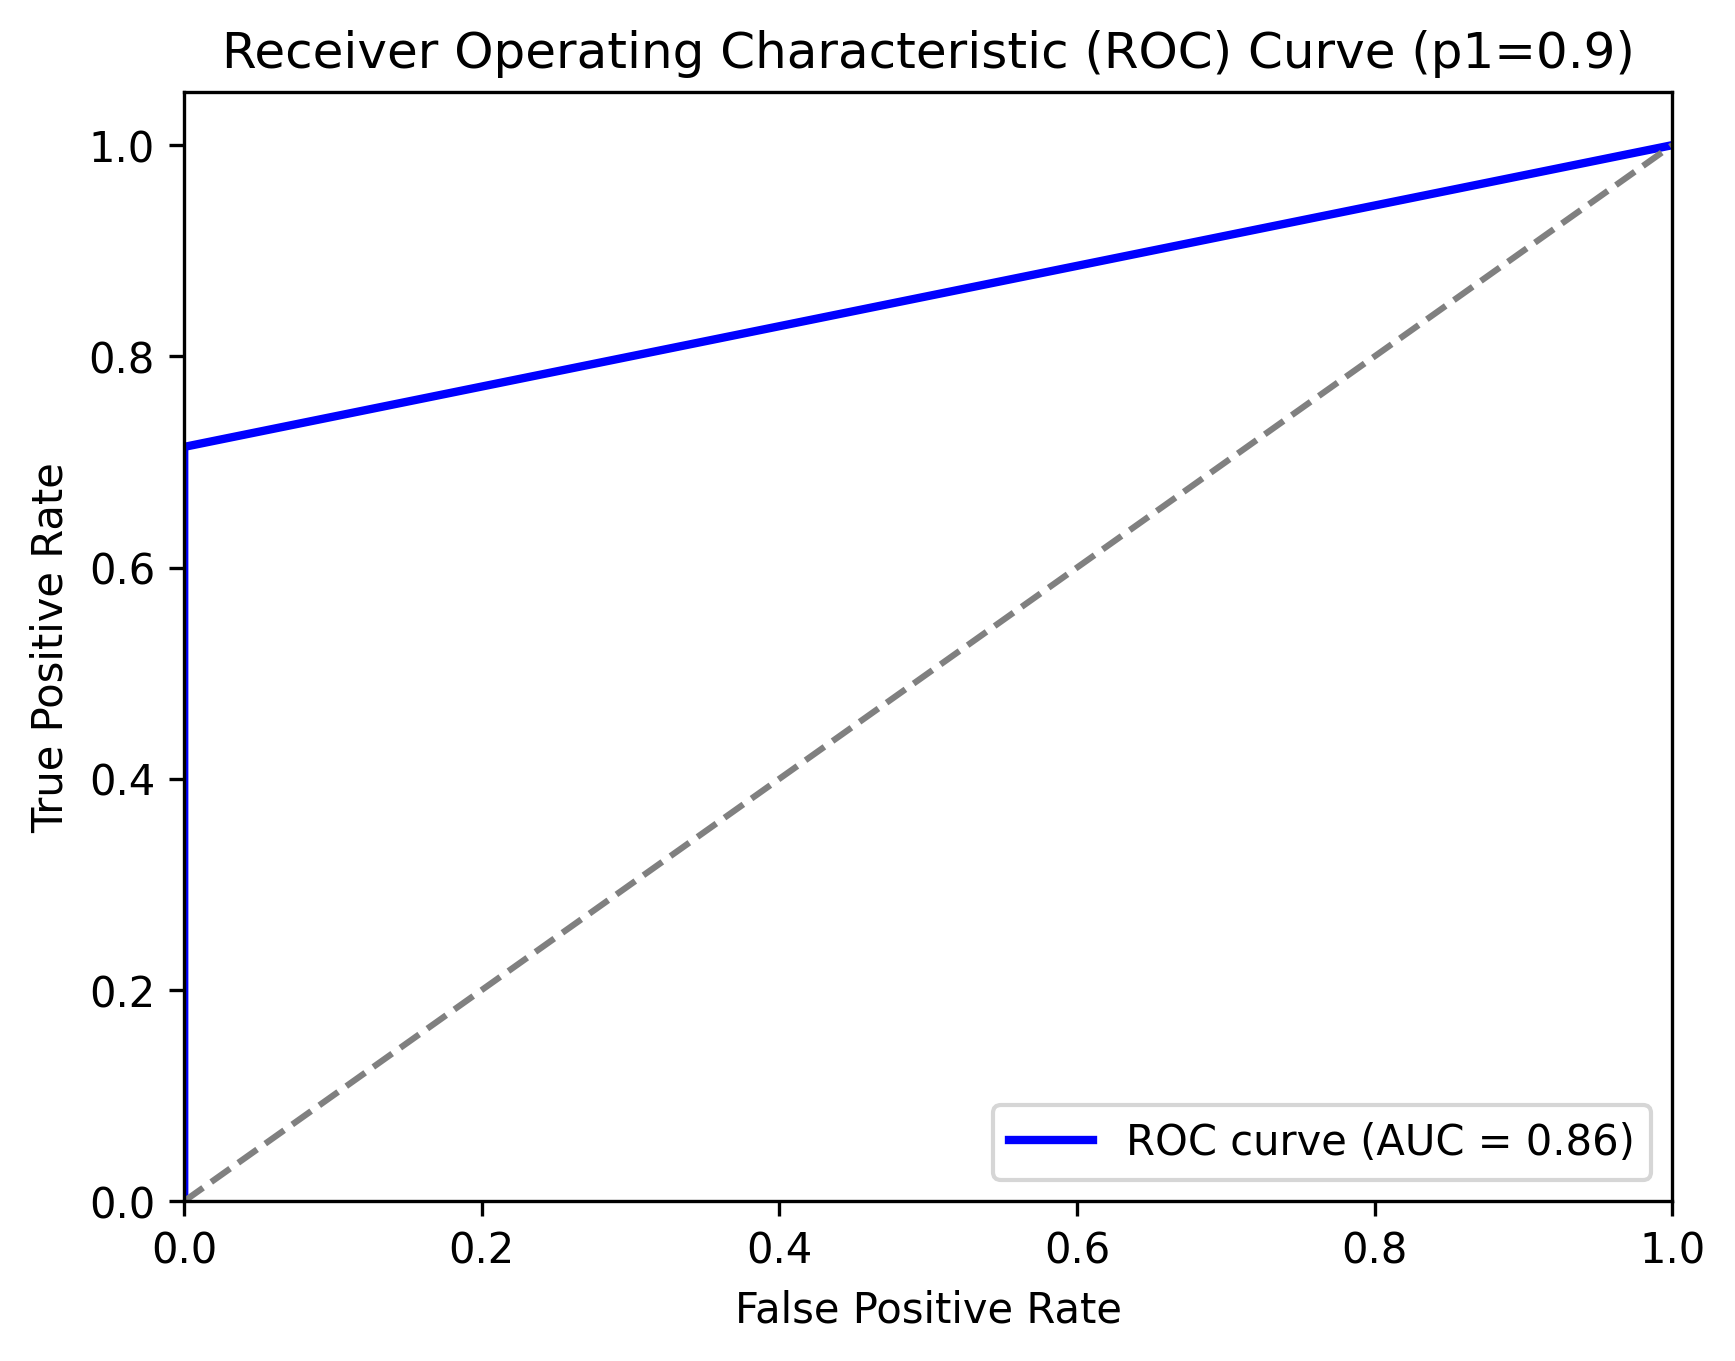 Receiver Operating Characteristic (ROC) Curve (p1=0.9)
True Positive Rate
1.0
0.8
0.6
0.4
0.2
0.0
0.0 0.2 0.4 0.6 0.8 1.0
False Positive Rate
ROC curve (AUC = 0.86)